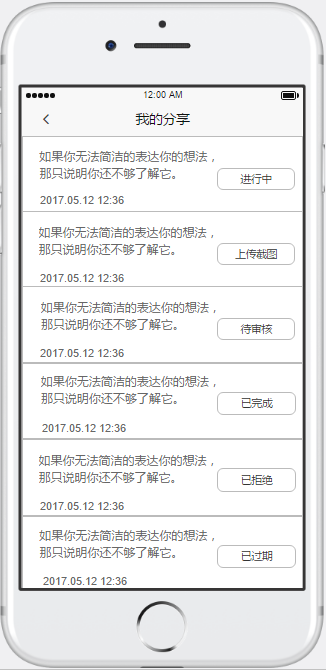 12:00 AM
我的分享
如果你无法简洁的表达你的想法，
那只说明你还不够了解它。
进行中
2017.05.12 12:36
如果你无法简洁的表达你的想法，
那只说明你还不够了解它。
上传截图
2017.05.12 12:36
如果你无法简洁的表达你的想法，
那只说明你还不够了解它。
待审核
2017.05.12 12:36
如果你无法简洁的表达你的想法，
那只说明你还不够了解它。
已完成
2017.05.12 12:36
如果你无法简洁的表达你的想法，
那只说明你还不够了解它。
已拒绝
2017.05.12 12:36
如果你无法简洁的表达你的想法，
那只说明你还不够了解它。
已过期
2017.05.12 12:36